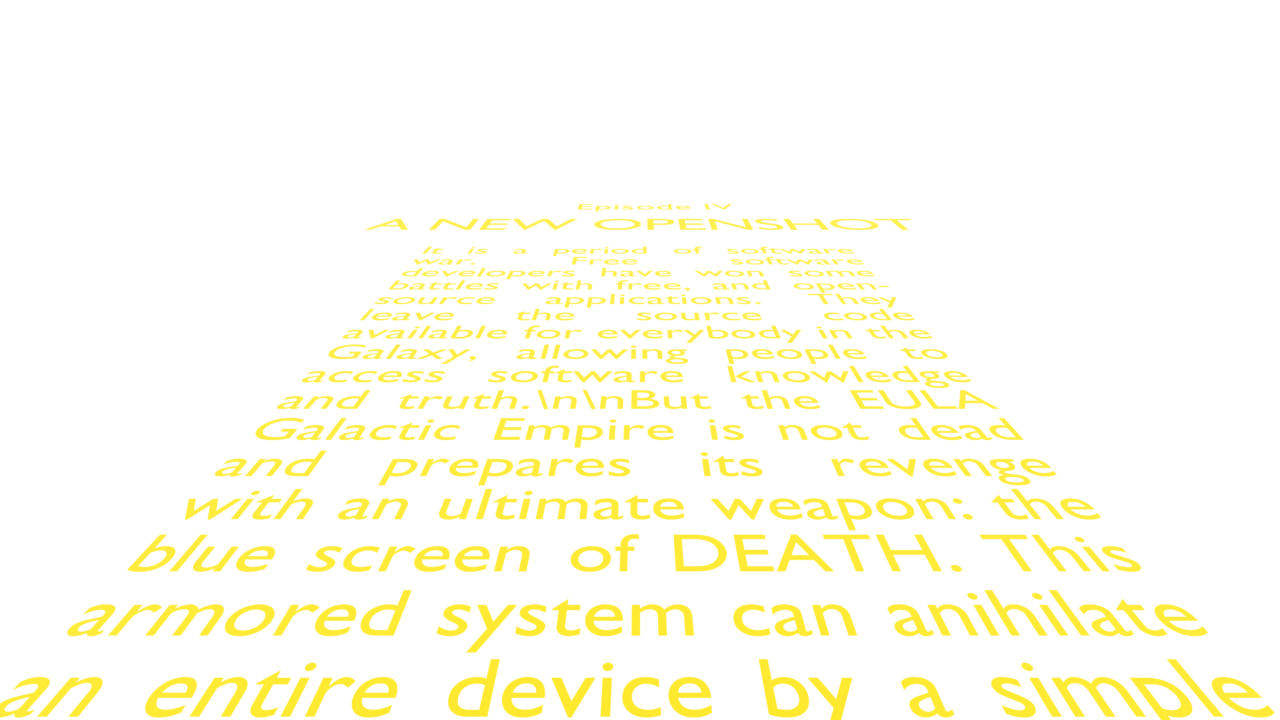 Episode IV
A NEW OPENSHOT
It is a period of software
war. Free software
developers have won some
battles with free, and open-
source applications. They
leave the source code
available for everybody in the
Galaxy, allowing people to
access software knowledge
and truth.\n\nBut the EULA
Galactic Empire is not dead
and prepares its revenge
with an ultimate weapon: the
blue screen of DEATH. This
armored system can anihilate
an entire device by a simple